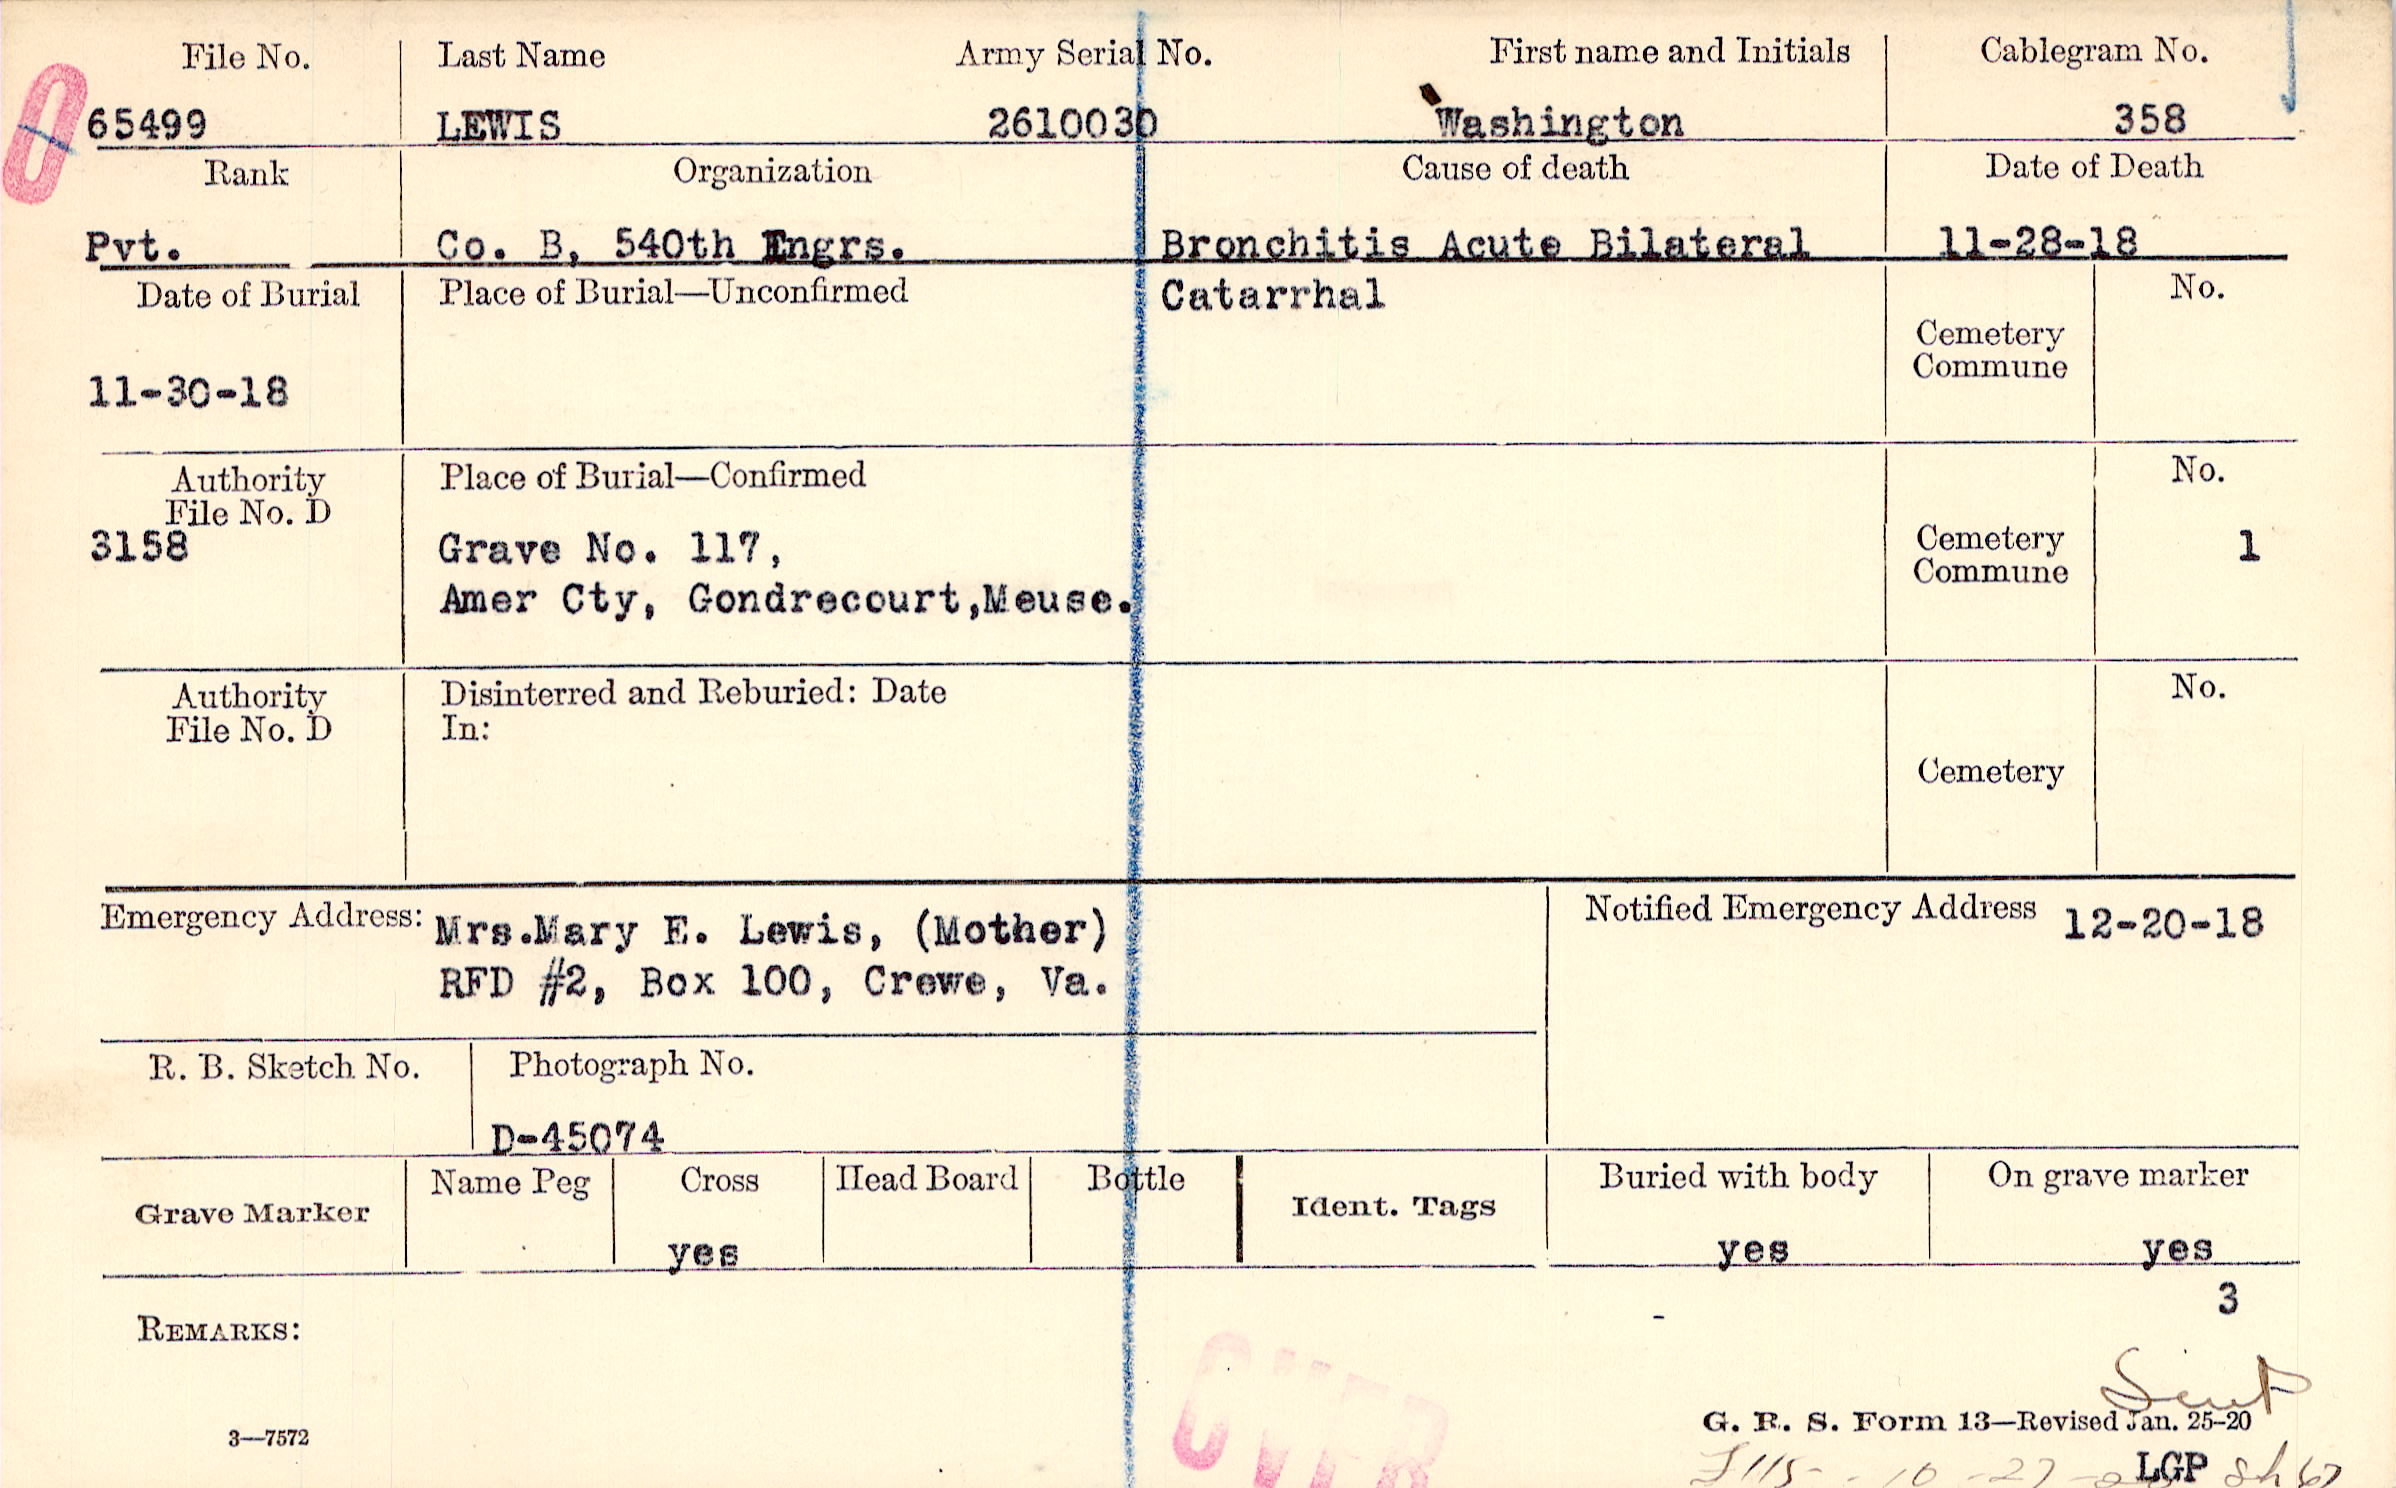 File No. Last Name Army Serial No. First name and Initials Cablegram No.
65499 LEWIS 2610030 Washington 358
Rank Organization Cause of death Date of Death
Pvt. Co. B, 540th Engrs. Bronchitis Acute Bilateral 11-28-18
Date of Burial Place of Burial—Unconfirmed Catarrhal No.
Cemetery
Commune
11-30-18
Authority Place of Burial—Confirmed No.
File No. D
3158 Grave No. 117, Cemetery 1
Commune
Amer Cty, Gondrecourt,Meuse.
Authority Disinterred and Reburied: Date No.
File No. D In:
Cemetery
Emergency Address: Mrs.Mary E. Lewis, (Mother) Notified Emergency Address 12-20-18
RFD #2, Box 100, Crewe, Va.
R. B. Sketch No. Photograph No.
D-45074
Name Peg Cross Head Board Bottle Buried with body On grave marker
Grave Marker Ident. Tags
yes yes yes
3
REMARKS:
Sent
G. R. S. Form 13—Revised Jan. 25-20
3—7572
LGP